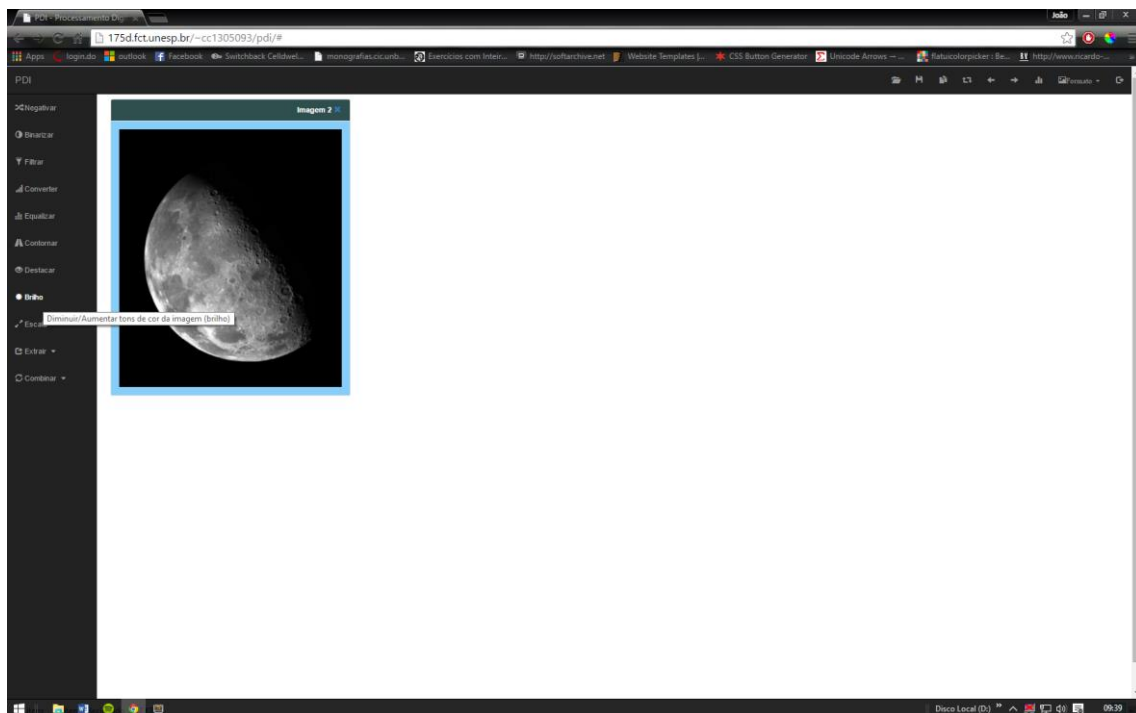 PDI - Processamento Dig
João
175d.fct.unesp.br/~cc1305093/pdi/#
Apps login.do outlook Facebook Switchback Celldwel... monografias.cic.unb... Exercicios com Inteir... http://softarchive.net Website Templates |... CSS Button Generator Unicode Arrows — ... flatuicolorpicker : Be... http://www.ricardo-...
PDI Formato
Negativar
Imagem 2
Binarizar
Filtrar
Converter
Equalizar
Contornar
Destacar
Brilho
Diminuir/Aumentar tons de cor da imagem (brilho)
Escala
Extrair
Combinar
Disco Local (D:) 09:39